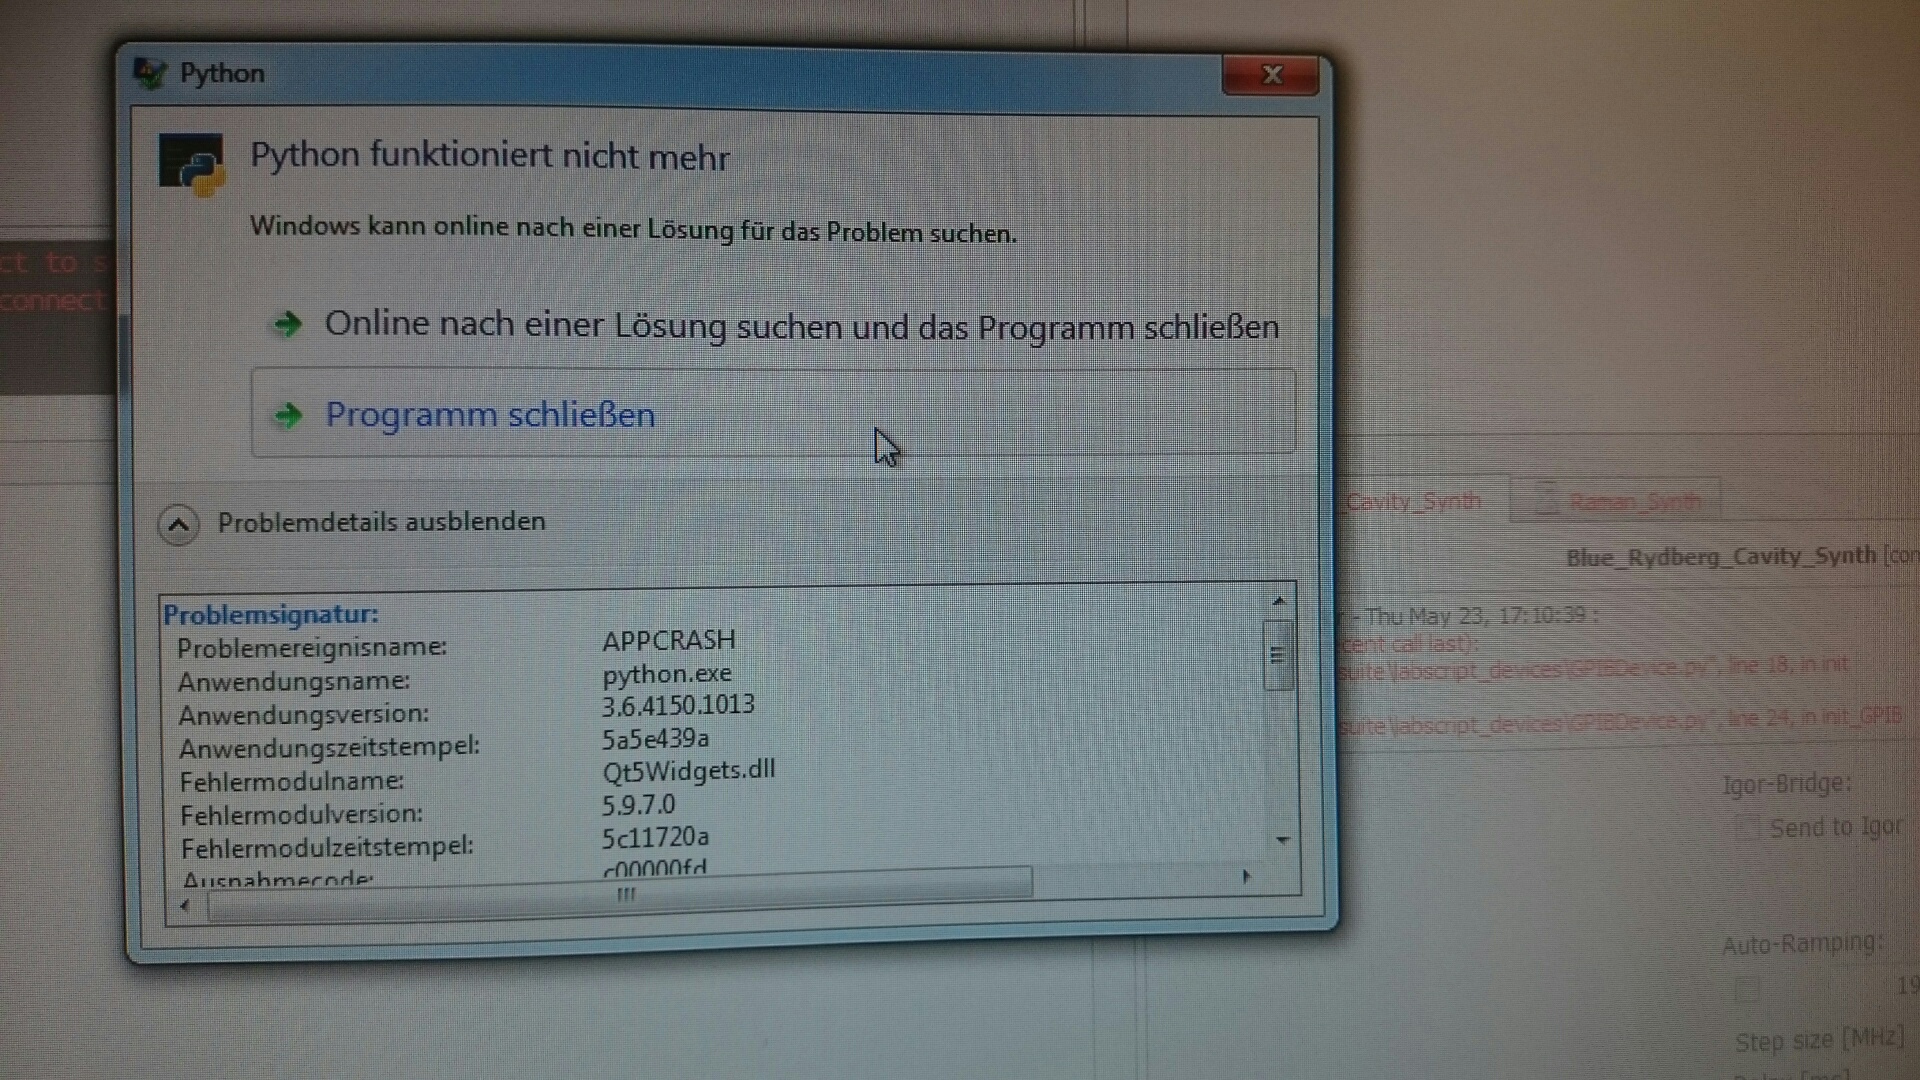 Python
Python funktioniert nicht mehr
Windows kann online nach einer Lösung für das Problem suchen.
Online nach einer Lösung suchen und das Programm schließen
Programm schließen
Problemdetails ausblenden
Problemsignatur:
Problemereignisname: APPCRASH
Anwendungsname: python.exe
Anwendungsversion: 3.6.4150.1013
Anwendungszeitstempel: 5a5e439a
Fehlermodulname: Qt5Widgets.dll
Fehlermodulversion: 5.9.7.0
Fehlermodulzeitstempel: 5c11720a
Ausnahmecode: c00000fd
ct to s
connect
_Cavity_Synth
Raman_Synth
Blue_Rydberg_Cavity_Synth [con
- Thu May 23, 17:10:39 :
cent call last):
suite\labscript_devices\GPIBDevice.py", line 18, in init
suite\labscript_devices\GPIBDevice.py", line 24, in init_GPIB
Igor-Bridge:
Send to Igor
Auto-Ramping:
19
Step size [MHz]